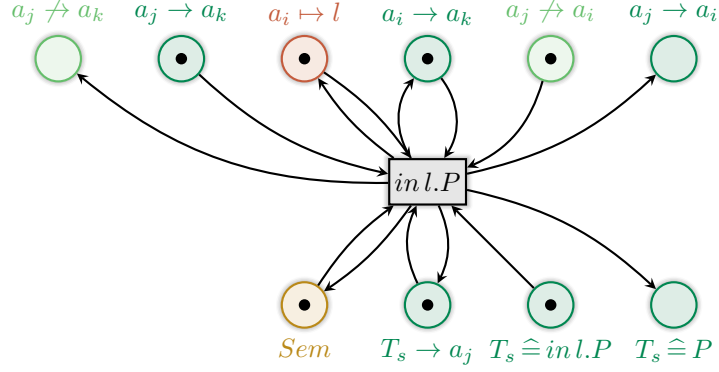 a_j ↛ a_k a_j → a_k a_i ↦ l a_i → a_k a_j ↛ a_i a_j → a_i
in l.P
Sem T_s → a_j T_s ≙ in l.P T_s ≙ P